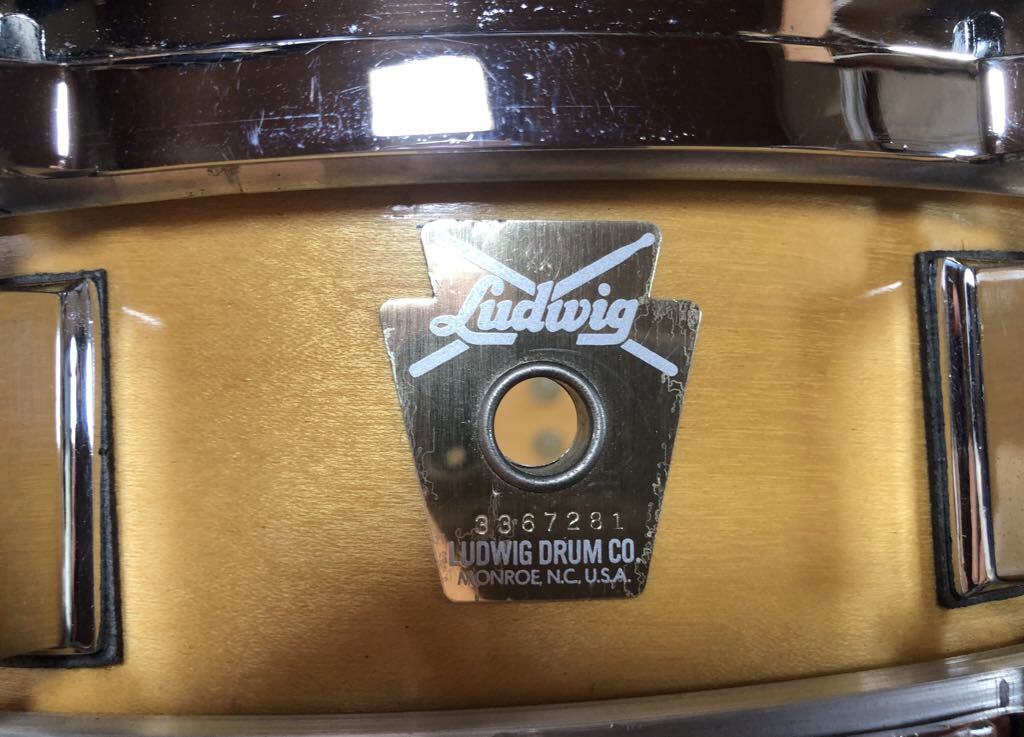 Ludwig
3367281
LUDWIG DRUM CO.
MONROE, N.C. U.S.A.